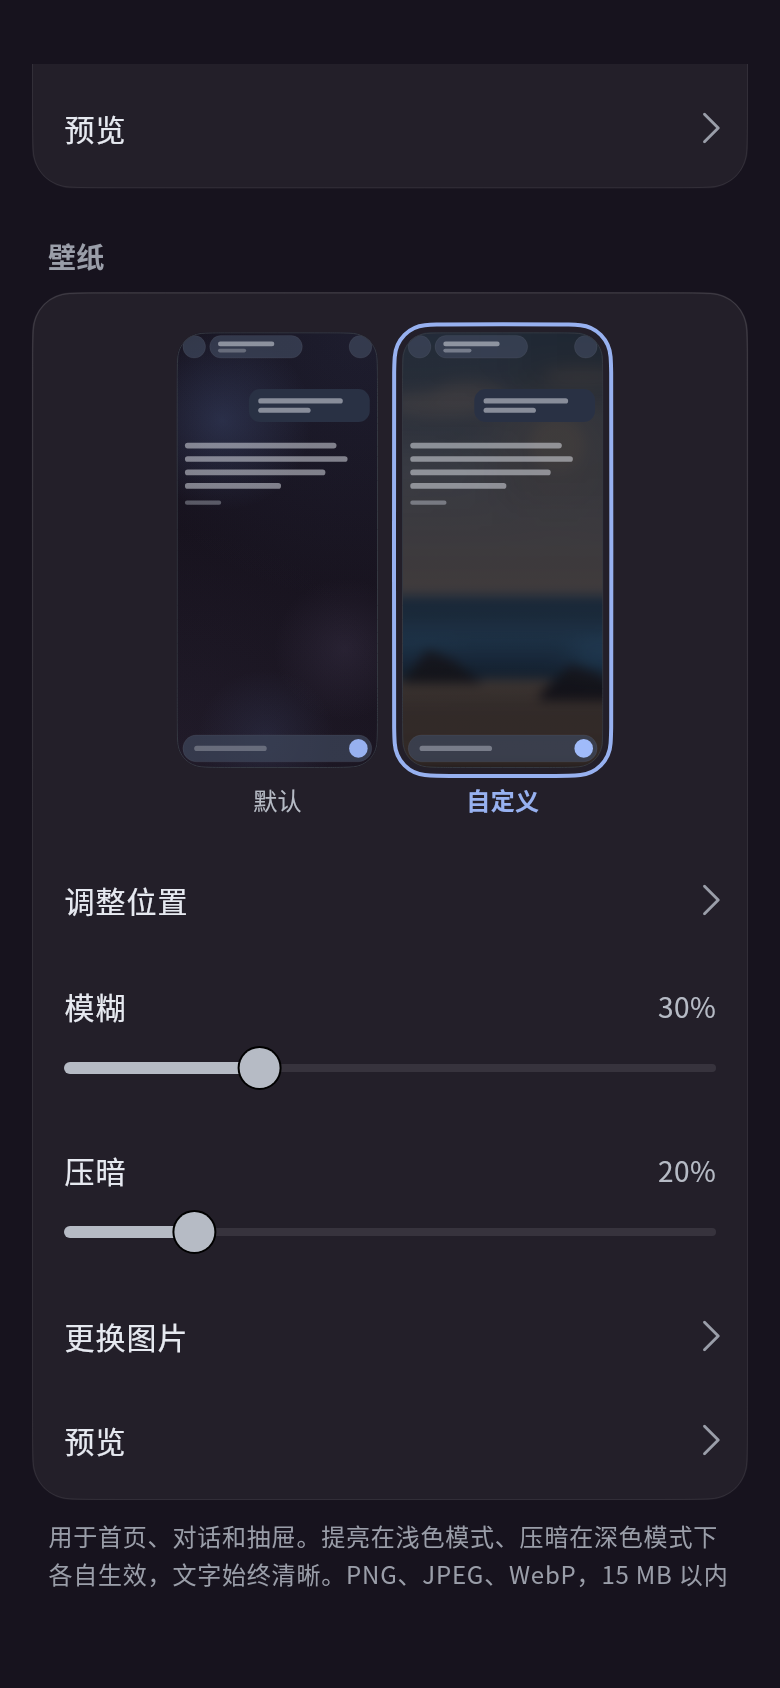 预览
壁纸
默认
自定义
调整位置
模糊
30%
压暗
20%
更换图片
预览
用于首页、对话和抽屉。提亮在浅色模式、压暗在深色模式下
各自生效，文字始终清晰。PNG、JPEG、WebP，15 MB 以内